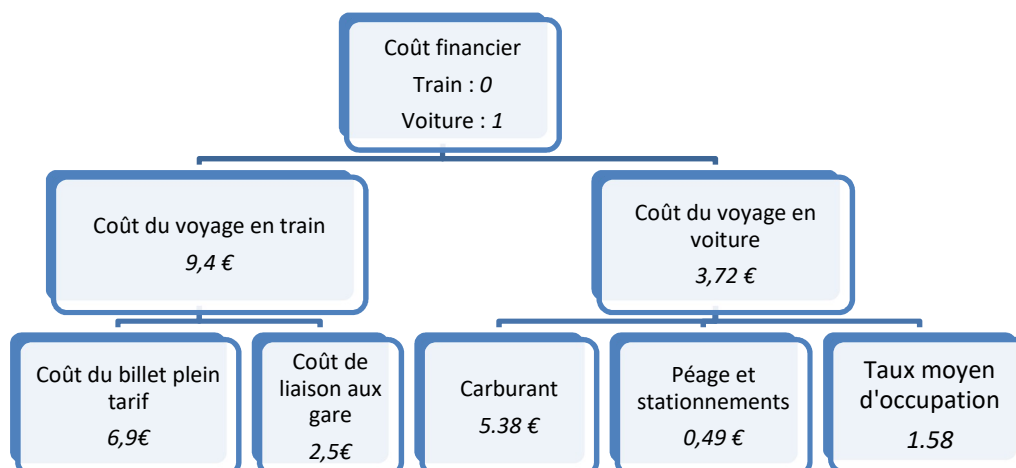 Coût financier
Train : 0
Voiture : 1
Coût du voyage en train
9,4 €
Coût du voyage en
voiture
3,72 €
Coût du billet plein
tarif
6,9€
Coût de
liaison aux
gare
2,5€
Carburant
5.38 €
Péage et
stationnements
0,49 €
Taux moyen
d'occupation
1.58